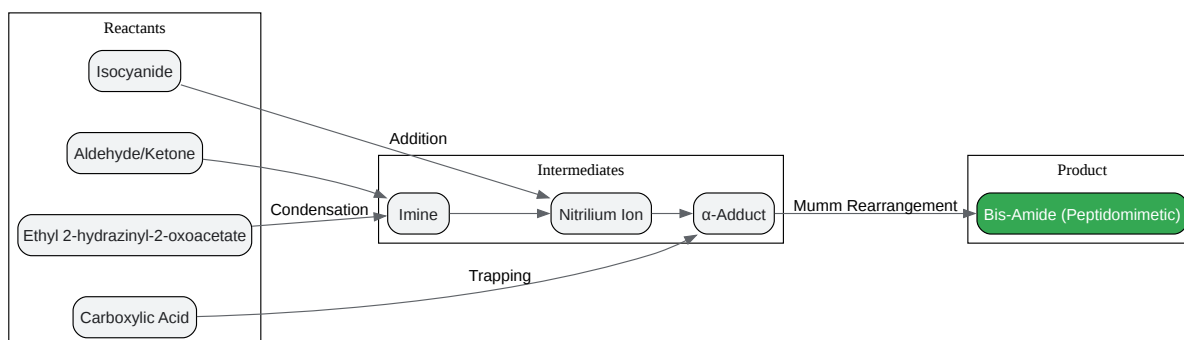 Reactants
Isocyanide
Aldehyde/Ketone
Ethyl 2-hydrazinyl-2-oxoacetate
Carboxylic Acid
Addition
Condensation
Trapping
Intermediates
Imine
Nitrilium Ion
α-Adduct
Mumm Rearrangement
Product
Bis-Amide (Peptidomimetic)